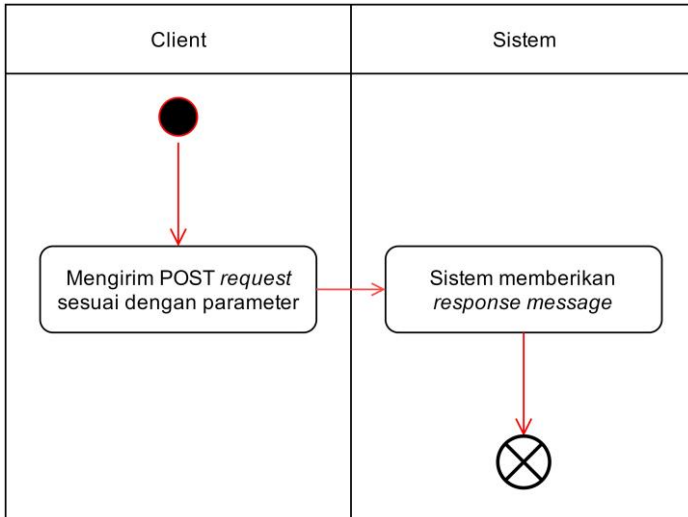 Client
Sistem
Mengirim POST request
sesuai dengan parameter
Sistem memberikan
response message